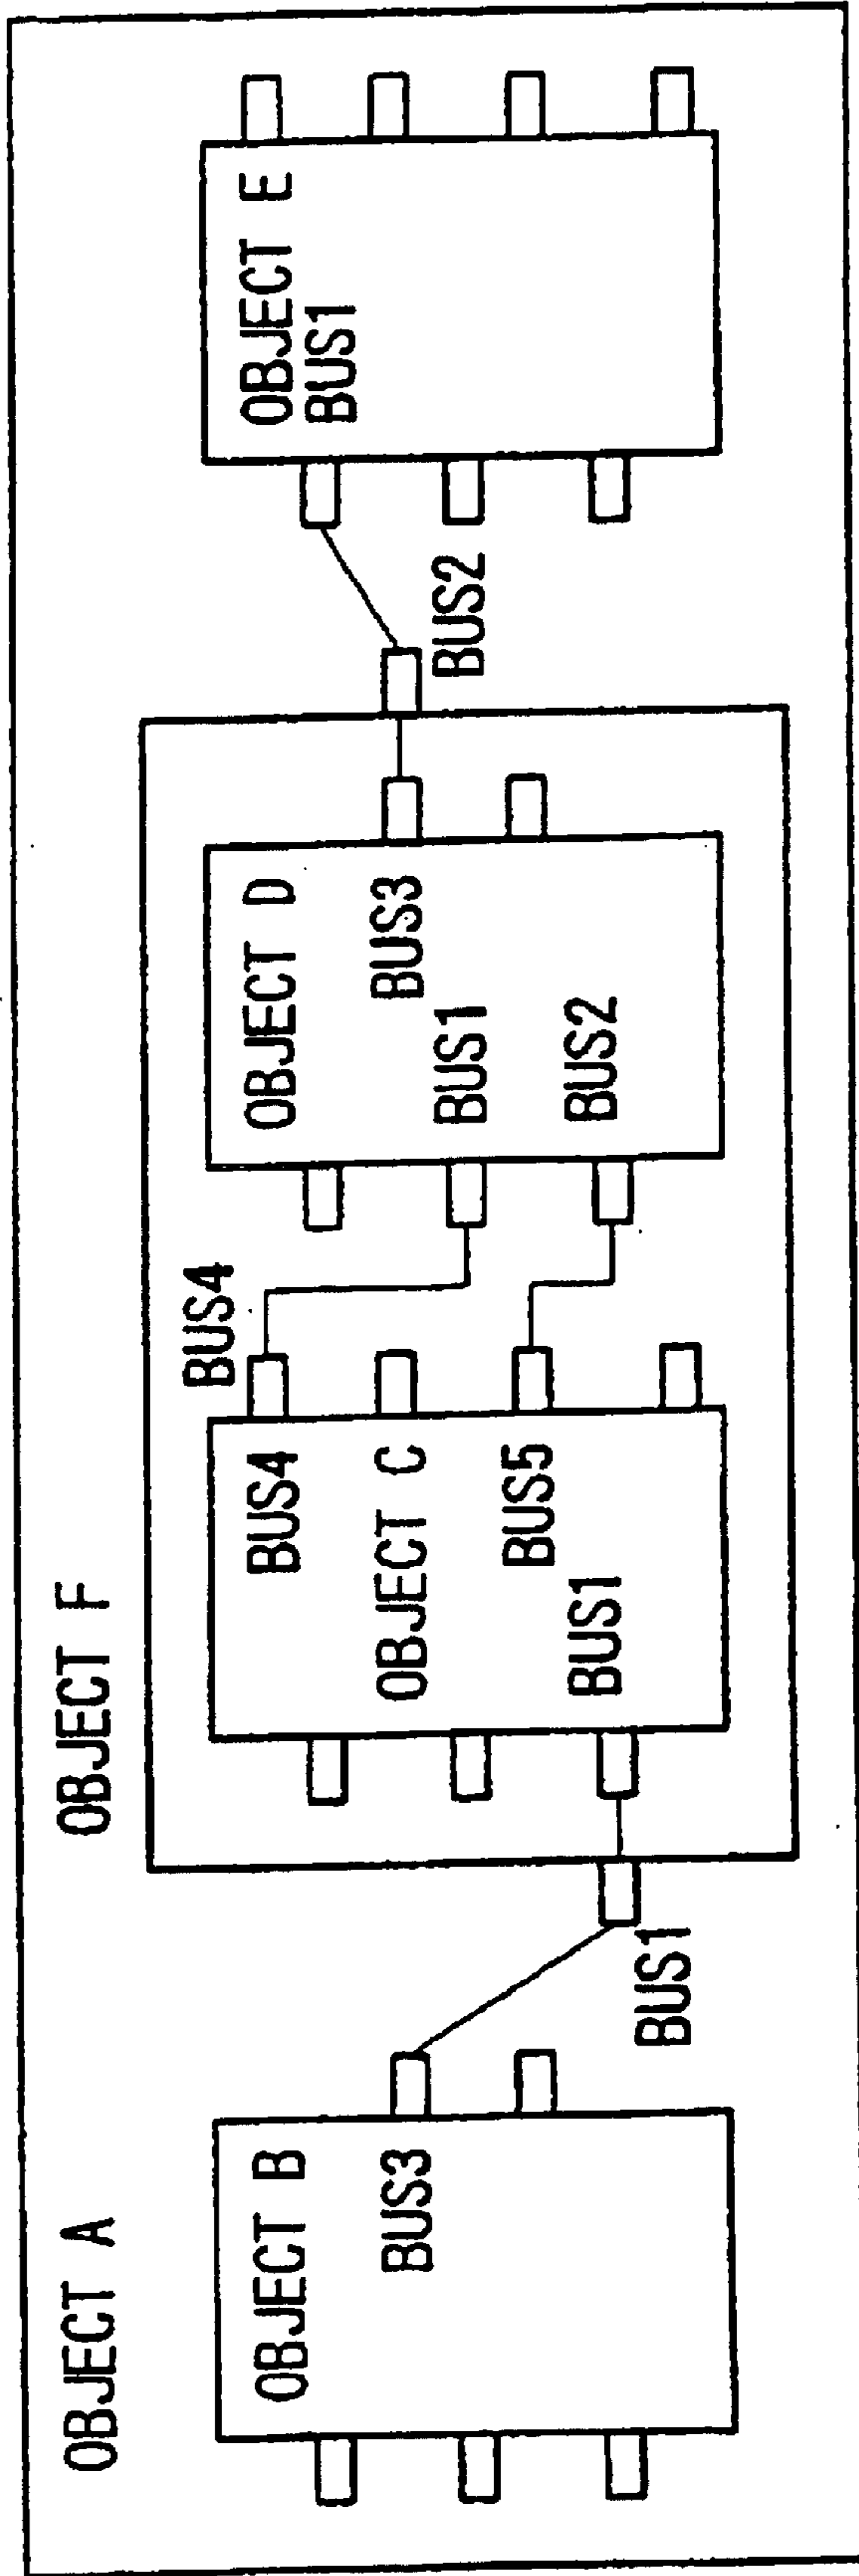 OBJECT A
OBJECT B
BUS3
BUS1
OBJECT F
BUS4
OBJECT C
BUS5
BUS1
BUS4
OBJECT D
BUS3
BUS1
BUS2
BUS2
OBJECT E
BUS1